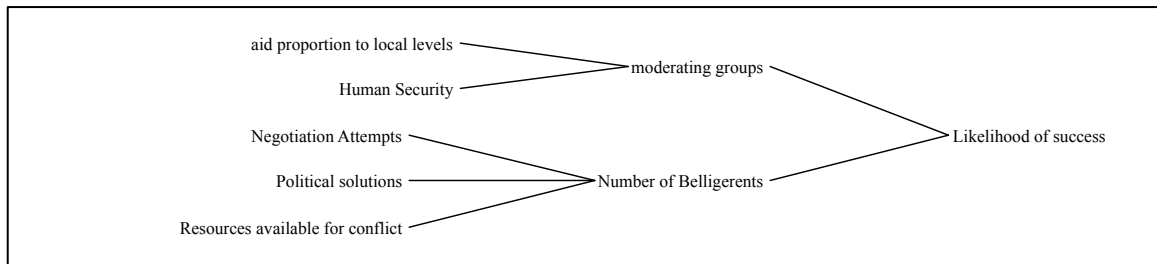 aid proportion to local levels
moderating groups
Human Security
Negotiation Attempts
Likelihood of success
Political solutions
Number of Belligerents
Resources available for conflict